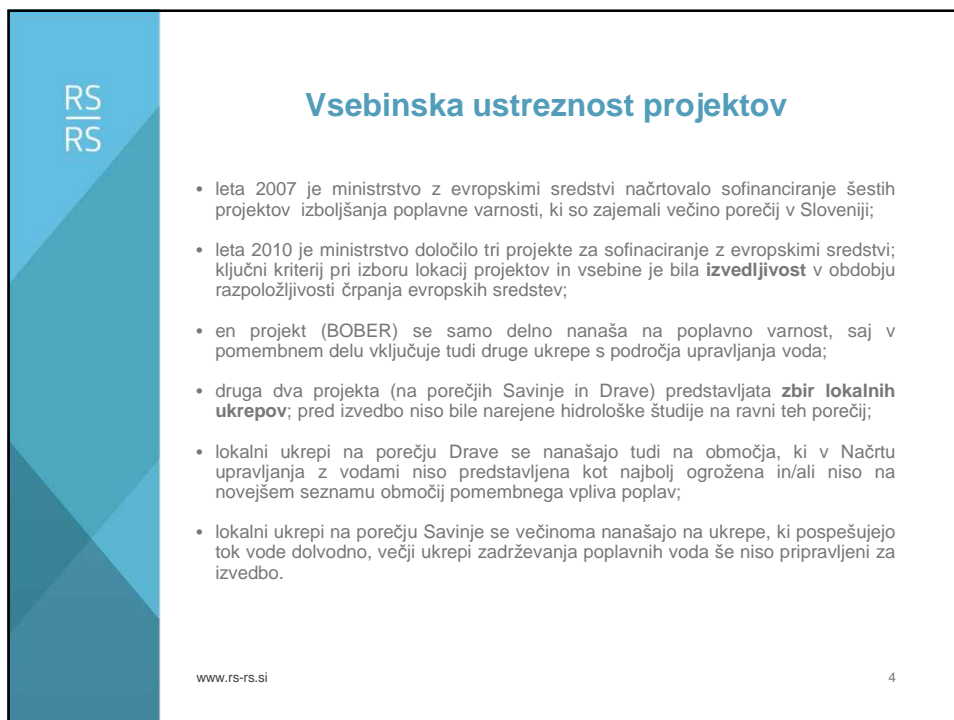 RS
RS
Vsebinska ustreznost projektov
• leta 2007 je ministrstvo z evropskimi sredstvi načrtovalo sofinanciranje šestih
projektov izboljšanja poplavne varnosti, ki so zajemali večino porečij v Sloveniji;
• leta 2010 je ministrstvo določilo tri projekte za sofinaciranje z evropskimi sredstvi;
ključni kriterij pri izboru lokacij projektov in vsebine je bila izvedljivost v obdobju
razpoložljivosti črpanja evropskih sredstev;
• en projekt (BOBER) se samo delno nanaša na poplavno varnost, saj v
pomembnem delu vključuje tudi druge ukrepe s področja upravljanja voda;
• druga dva projekta (na porečjih Savinje in Drave) predstavljata zbir lokalnih
ukrepov; pred izvedbo niso bile narejene hidrološke študije na ravni teh porečij;
• lokalni ukrepi na porečju Drave se nanašajo tudi na območja, ki v Načrtu
upravljanja z vodami niso predstavljena kot najbolj ogrožena in/ali niso na
novejšem seznamu območij pomembnega vpliva poplav;
• lokalni ukrepi na porečju Savinje se večinoma nanašajo na ukrepe, ki pospešujejo
tok vode dolvodno, večji ukrepi zadrževanja poplavnih voda še niso pripravljeni za
izvedbo.
www.rs-rs.si
4